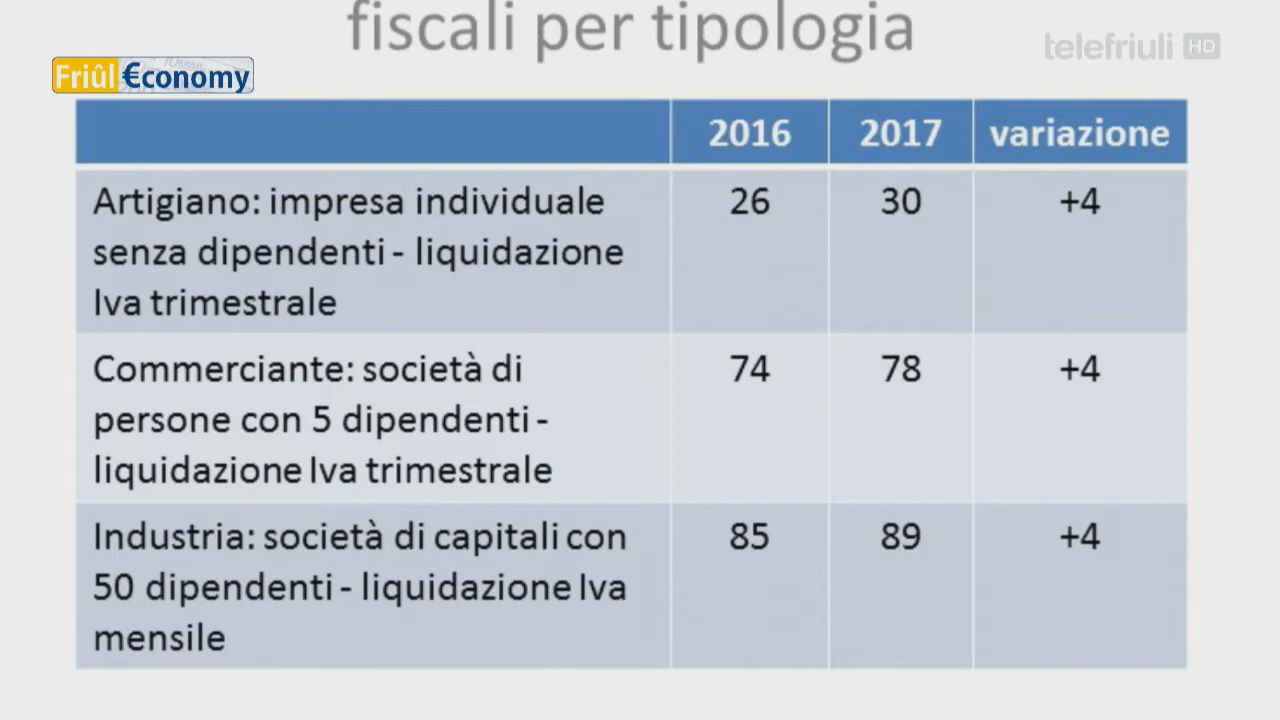 fiscali per tipologia
telefriuli HD
Friûl €conomy
2016 2017 variazione
Artigiano: impresa individuale 26 30 +4
senza dipendenti - liquidazione
Iva trimestrale
Commerciante: società di 74 78 +4
persone con 5 dipendenti -
liquidazione Iva trimestrale
Industria: società di capitali con 85 89 +4
50 dipendenti - liquidazione Iva
mensile